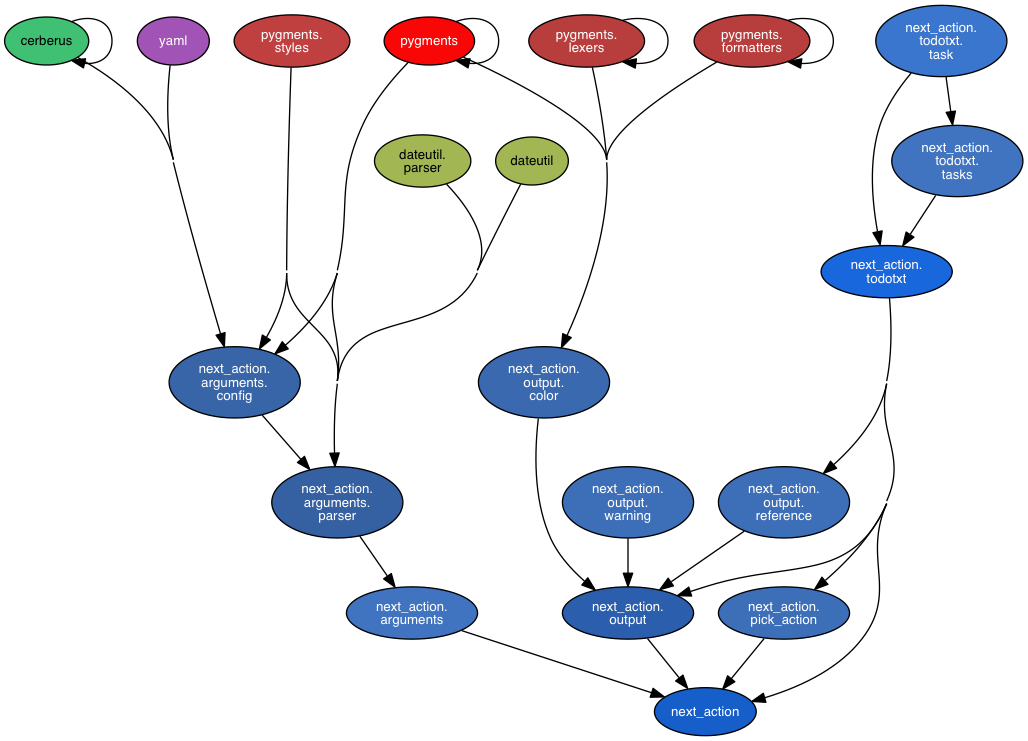 cerberus
yaml
pygments.
styles
pygments
pygments.
lexers
pygments.
formatters
next_action.
todotxt.
task
dateutil.
parser
dateutil
next_action.
todotxt.
tasks
next_action.
todotxt
next_action.
arguments.
config
next_action.
output.
color
next_action.
arguments.
parser
next_action.
output.
warning
next_action.
output.
reference
next_action.
arguments
next_action.
output
next_action.
pick_action
next_action